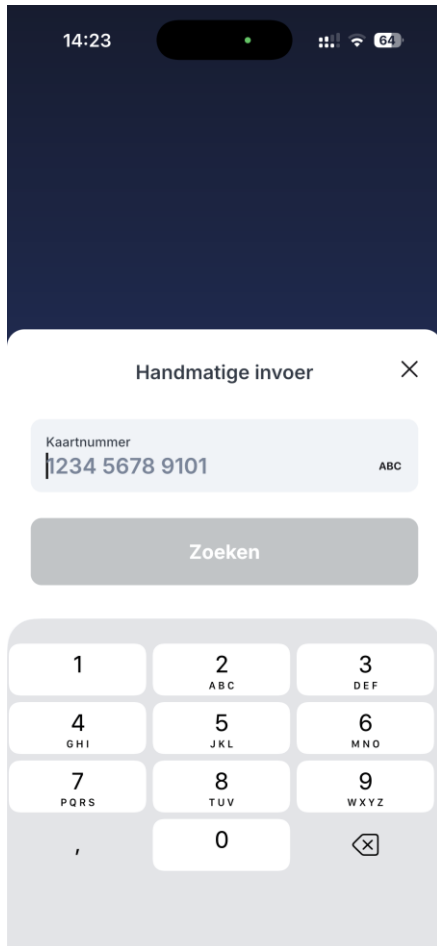 14:23
64
Handmatige invoer
Kaartnummer
1234 5678 9101
ABC
Zoeken
1
2
3
ABC
DEF
4
5
6
GHI
JKL
MNO
7
8
9
PQRS
TUV
WXYZ
,
0